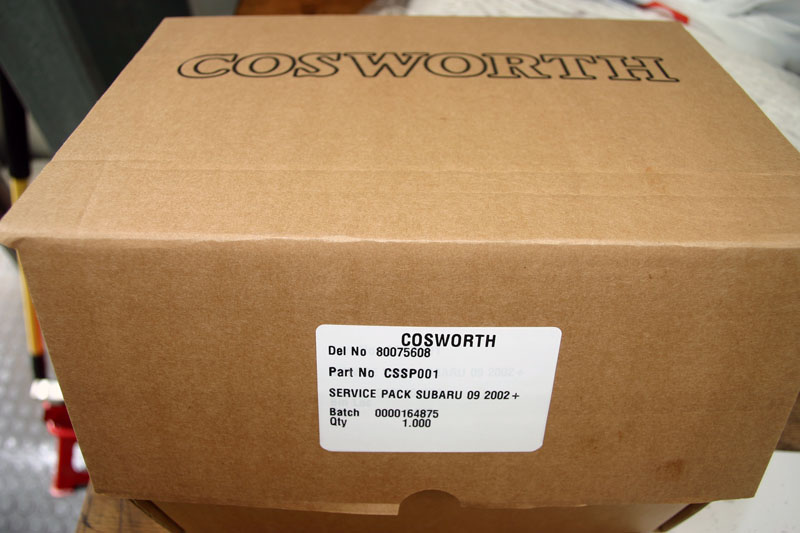 COSWORTH
COSWORTH
Del No 80075608
Part No CSSP001
SERVICE PACK SUBARU 09 2002+
Batch 0000164875
Qty 1.000